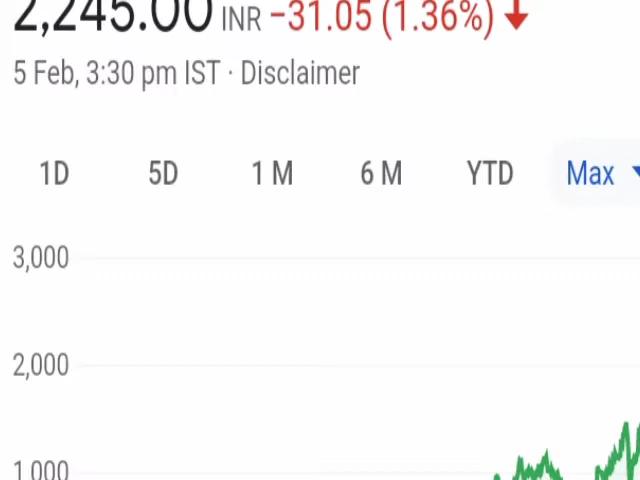 2,245.00 INR −31.05 (1.36%)
5 Feb, 3:30 pm IST · Disclaimer
1D 5D 1 M 6 M YTD Max
3,000
2,000
1,000